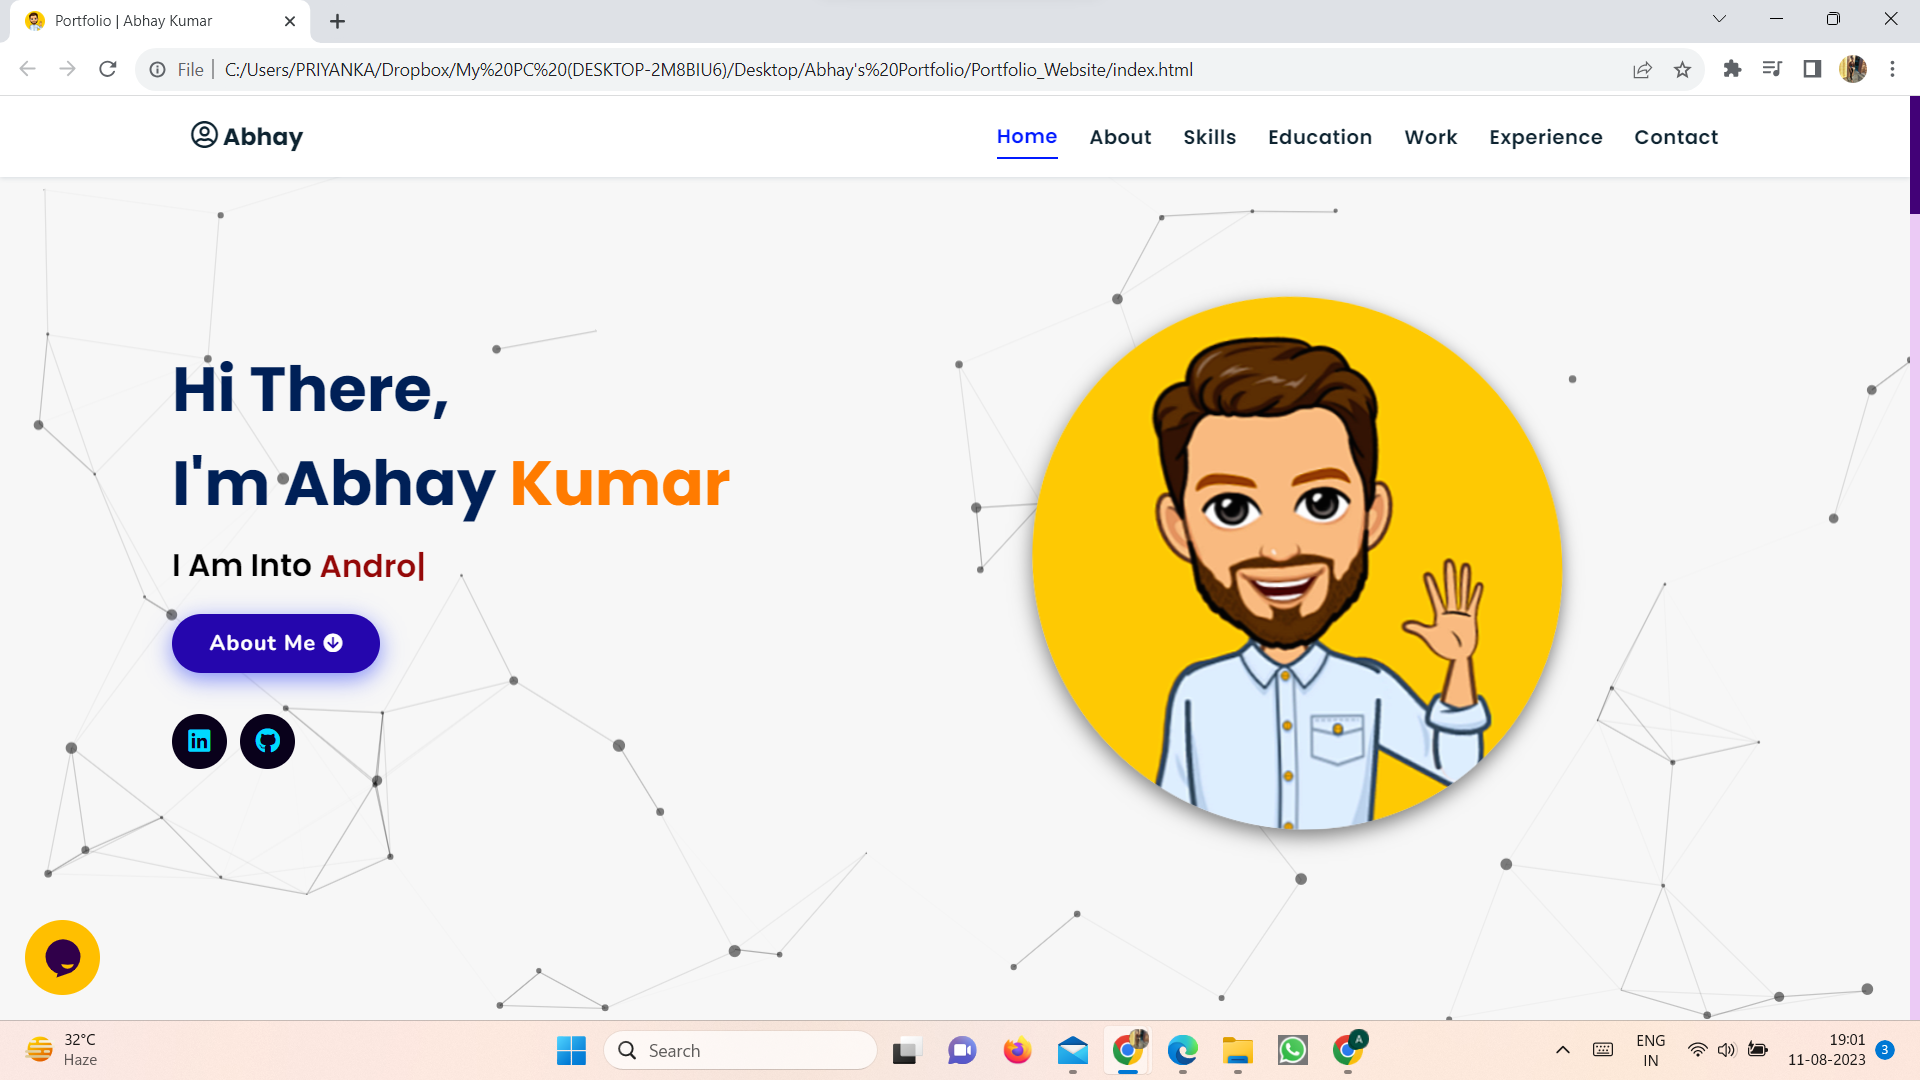 Portfolio | Abhay Kumar
File | C:/Users/PRIYANKA/Dropbox/My%20PC%20(DESKTOP-2M8BIU6)/Desktop/Abhay's%20Portfolio/Portfolio_Website/index.html
Abhay
Home About Skills Education Work Experience Contact
Hi There,
I'm Abhay Kumar
I Am Into Andro|
About Me
in
32°C
Haze
Search
A
ENG
IN
19:01
11-08-2023
3